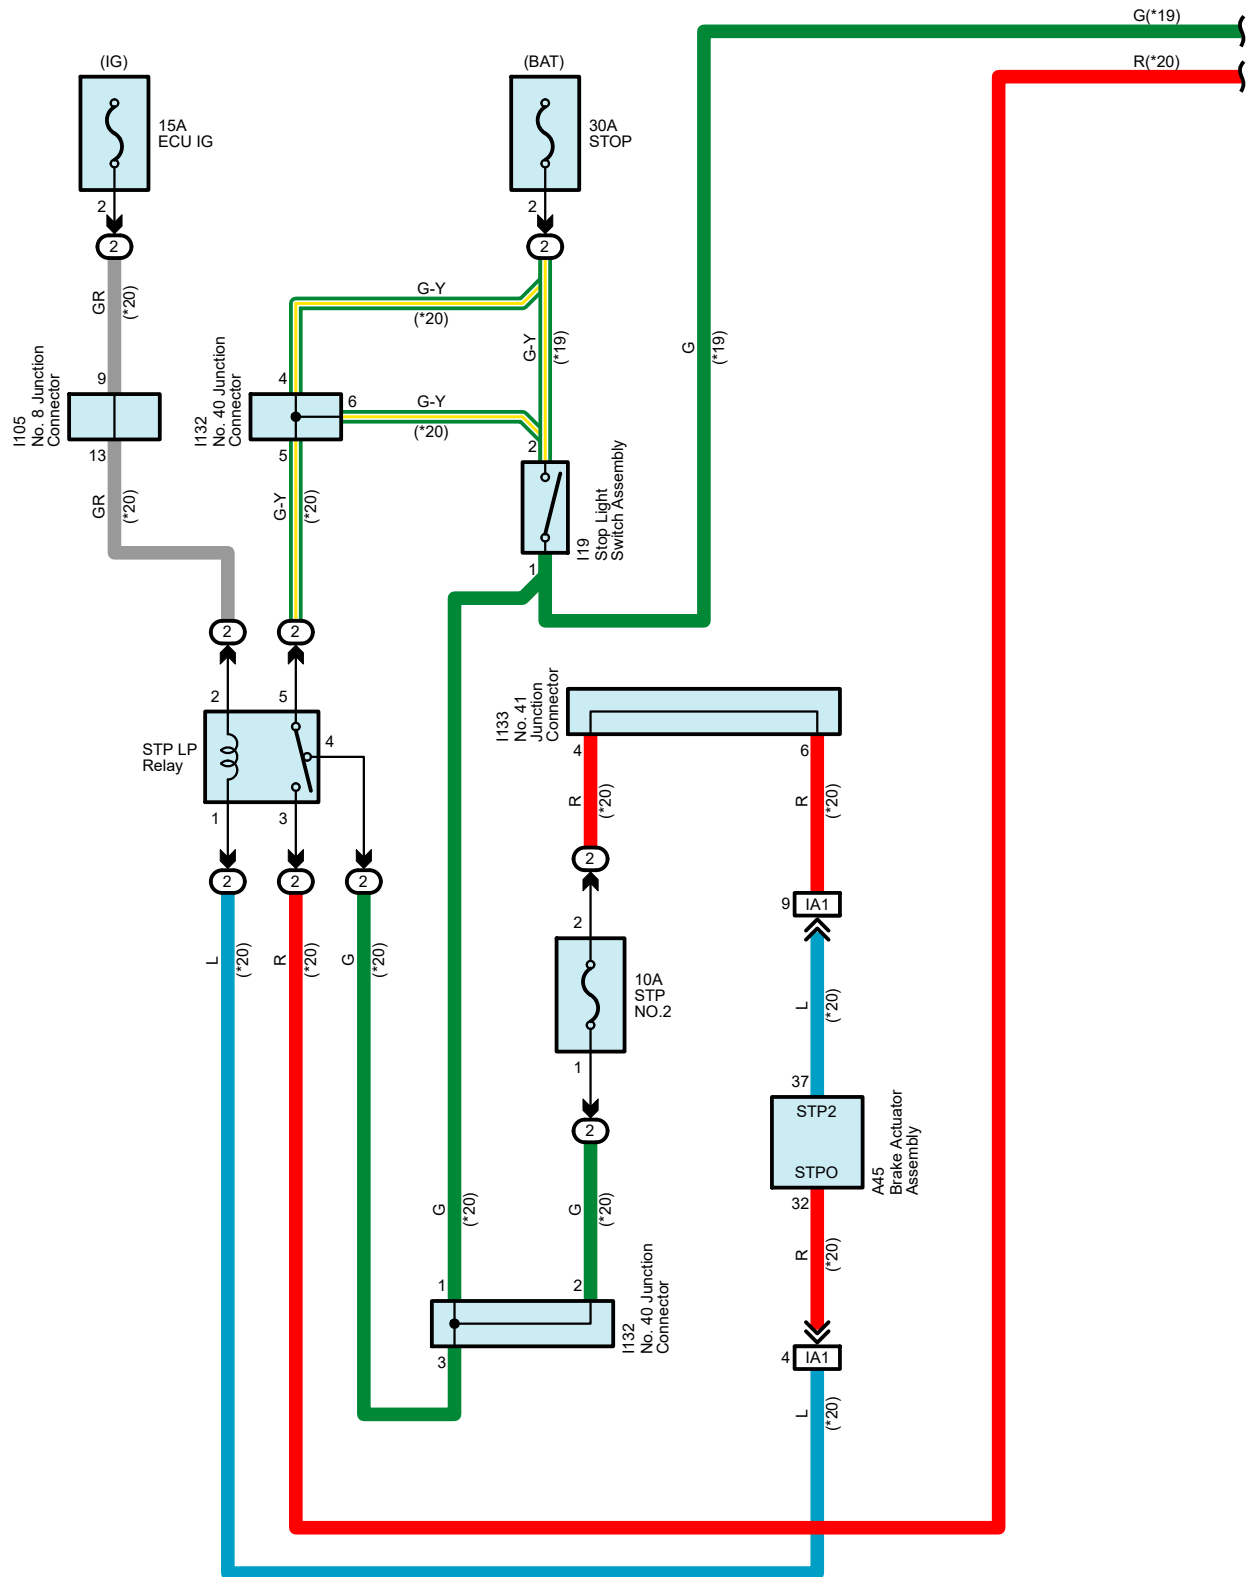 G(*19)
R(*20)
(IG)
(BAT)
15A
ECU IG
30A
STOP
2
2
2
2
GR
(*20)
G-Y
(*20)
G-Y
(*19)
G
(*19)
I105
No. 8 Junction
Connector
9
13
I132
No. 40 Junction
Connector
4
6
5
G-Y
(*20)
2
GR
(*20)
G-Y
(*20)
I19
Stop Light
Switch Assembly
1
2
2
2
5
STP LP
Relay
4
1
3
I133
No. 41
Junction
Connector
4
6
R
(*20)
R
(*20)
2
2
2
2
9
IA1
2
L
(*20)
R
(*20)
G
(*20)
10A
STP
NO.2
L
(*20)
1
37
STP2
2
STPO
A45
Brake Actuator
Assembly
32
G
(*20)
G
(*20)
R
(*20)
1
2
I132
No. 40 Junction
Connector
3
4
IA1
L
(*20)